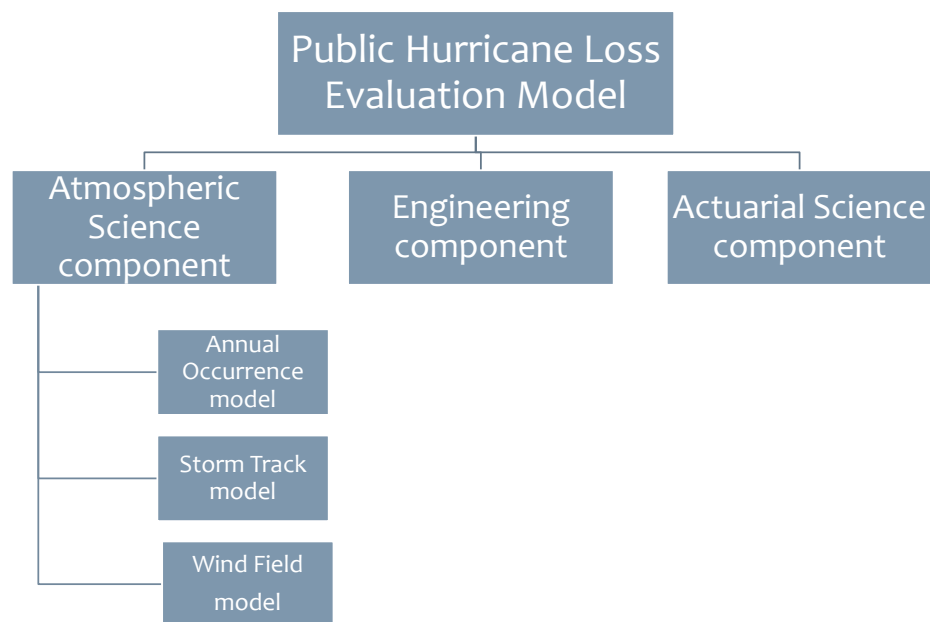 Public Hurricane Loss
Evaluation Model
Atmospheric
Science
component
Engineering
component
Actuarial Science
component
Annual
Occurrence
model
Storm Track
model
Wind Field
model